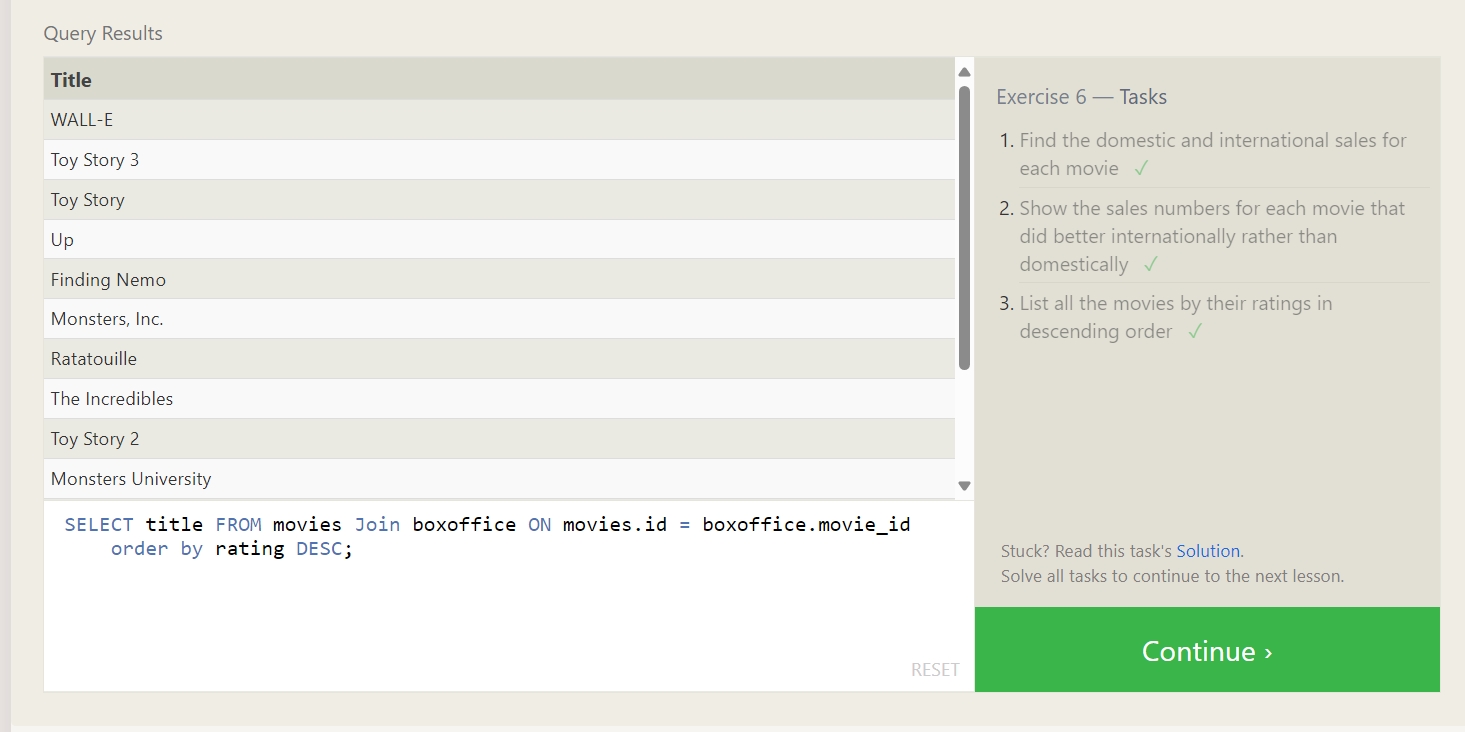 Query Results
Title
WALL-E
Toy Story 3
Toy Story
Up
Finding Nemo
Monsters, Inc.
Ratatouille
The Incredibles
Toy Story 2
Monsters University
SELECT title FROM movies Join boxoffice ON movies.id = boxoffice.movie_id
order by rating DESC;
RESET
Exercise 6 — Tasks
1. Find the domestic and international sales for
each movie ✓
2. Show the sales numbers for each movie that
did better internationally rather than
domestically ✓
3. List all the movies by their ratings in
descending order ✓
Stuck? Read this task's Solution.
Solve all tasks to continue to the next lesson.
Continue ›